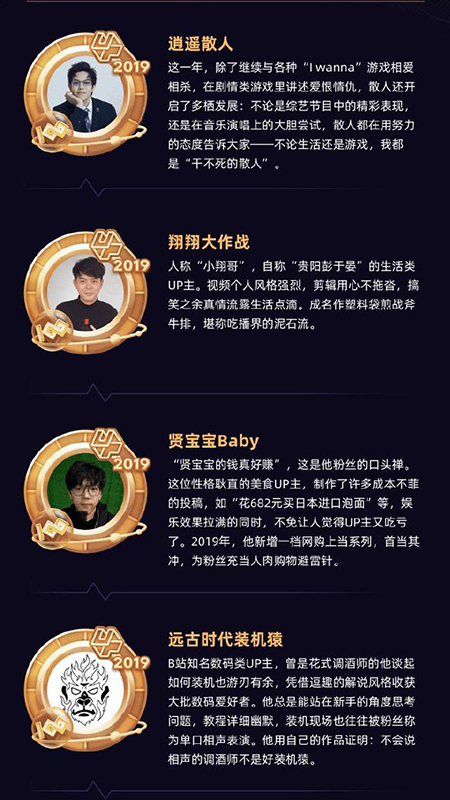 逍遥散人
2019
这一年，除了继续与各种“I wanna”游戏相爱
相杀，在剧情类游戏里讲述爱恨情仇，散人还开
启了多栖发展：不论是综艺节目中的精彩表现，
还是在音乐演唱上的大胆尝试，散人都在用努力
的态度告诉大家——不论生活还是游戏，我都
是“干不死的散人”。
100
翔翔大作战
2019
人称“小翔哥”，自称“贵阳彭于晏”的生活类
UP主。视频个人风格强烈，剪辑用心不拖沓，搞
笑之余真情流露生活点滴。成名作塑料袋煎战斧
牛排，堪称吃播界的泥石流。
100
贤宝宝Baby
2019
“贤宝宝的钱真好赚”，这是他粉丝的口头禅。
这位性格耿直的美食UP主，制作了许多成本不菲
的投稿，如“花682元买日本进口泡面”等，娱
乐效果拉满的同时，不免让人觉得UP主又吃亏
了。2019年，他新增一档网购上当系列，首当其
冲，为粉丝充当人肉购物避雷针。
100
远古时代装机猿
2019
B站知名数码类UP主，曾是花式调酒师的他谈起
如何装机也游刃有余，凭借逗趣的解说风格收获
大批数码爱好者。他总是能站在新手的角度思考
问题，教程详细幽默，装机现场也往往被粉丝称
为单口相声表演。他用自己的作品证明：不会说
相声的调酒师不是好装机猿。
100